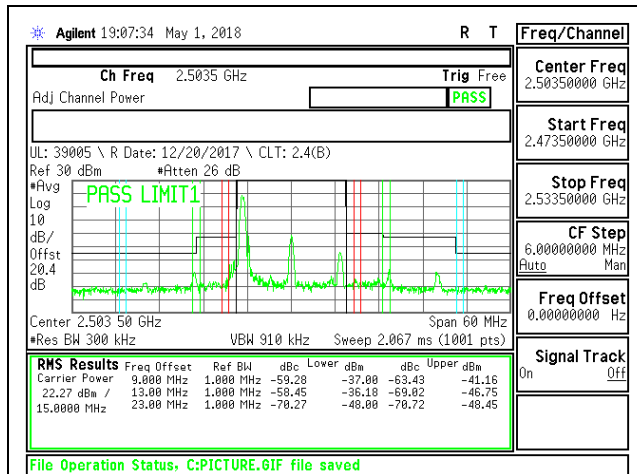 Agilent 19:07:34 May 1, 2018 R T
Freq/Channel
Ch Freq 2.5035 GHz Trig Free
Adj Channel Power PASS
Center Freq
2.50350000 GHz
Start Freq
2.47350000 GHz
Stop Freq
2.53350000 GHz
CF Step
6.00000000 MHz
Auto Man
Freq Offset
0.00000000 Hz
Signal Track
On Off
UL: 39005 \ R Date: 12/20/2017 \ CLT: 2.4(B)
Ref 30 dBm #Atten 26 dB
#Avg
Log
10
dB/
Offst
20.4
dB
PASS LIMIT1
Center 2.503 50 GHz Span 60 MHz
#Res BW 300 kHz VBW 910 kHz Sweep 2.067 ms (1001 pts)
RMS Results Freq Offset Ref BW dBc Lower dBm dBc Upper dBm
Carrier Power 9.000 MHz 1.000 MHz -59.28 -37.00 -63.43 -41.16
22.27 dBm / 13.00 MHz 1.000 MHz -58.45 -36.18 -69.02 -46.75
15.0000 MHz 23.00 MHz 1.000 MHz -70.27 -48.00 -70.72 -48.45
File Operation Status, C:PICTURE.GIF file saved